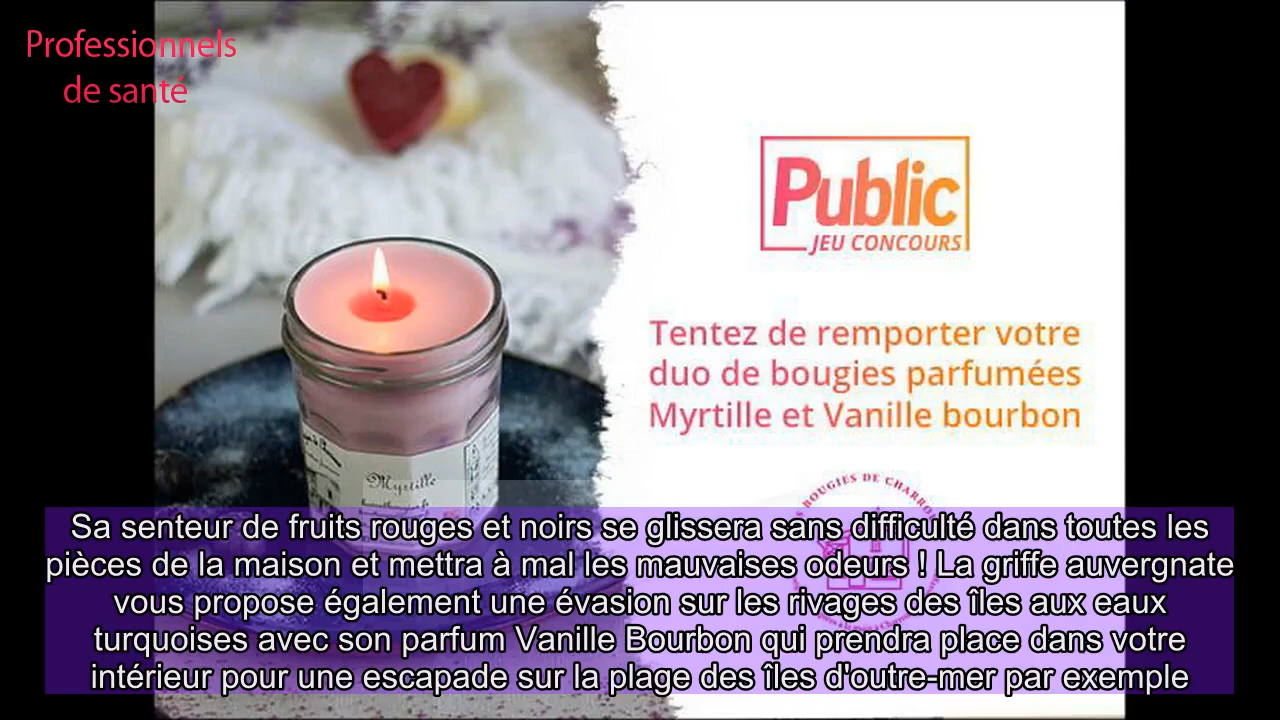 Professionnels
de santé
Public
JEU CONCOURS
Tentez de remporter votre
duo de bougies parfumées
Myrtille et Vanille bourbon
BOUGIES DE
Myrtille
Sa senteur de fruits rouges et noirs se glissera sans difficulté dans toutes les
pièces de la maison et mettra à mal les mauvaises odeurs ! La griffe auvergnate
vous propose également une évasion sur les rivages des îles aux eaux
turquoises avec son parfum Vanille Bourbon qui prendra place dans votre
intérieur pour une escapade sur la plage des îles d'outre-mer par exemple